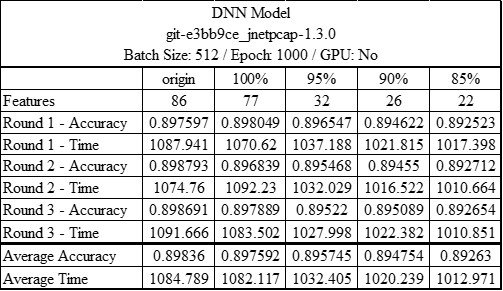 DNN Model
git-e3bb9ce_jnetpcap-1.3.0
Batch Size: 512 / Epoch: 1000 / GPU: No
origin 100% 95% 90% 85%
Features 86 77 32 26 22
Round 1 - Accuracy 0.897597 0.898049 0.896547 0.894622 0.892523
Round 1 - Time 1087.941 1070.62 1037.188 1021.815 1017.398
Round 2 - Accuracy 0.898793 0.896839 0.895468 0.89455 0.892712
Round 2 - Time 1074.76 1092.23 1032.029 1016.522 1010.664
Round 3 - Accuracy 0.898691 0.897889 0.89522 0.895089 0.892654
Round 3 - Time 1091.666 1083.502 1027.998 1022.382 1010.851
Average Accuracy 0.89836 0.897592 0.895745 0.894754 0.89263
Average Time 1084.789 1082.117 1032.405 1020.239 1012.971